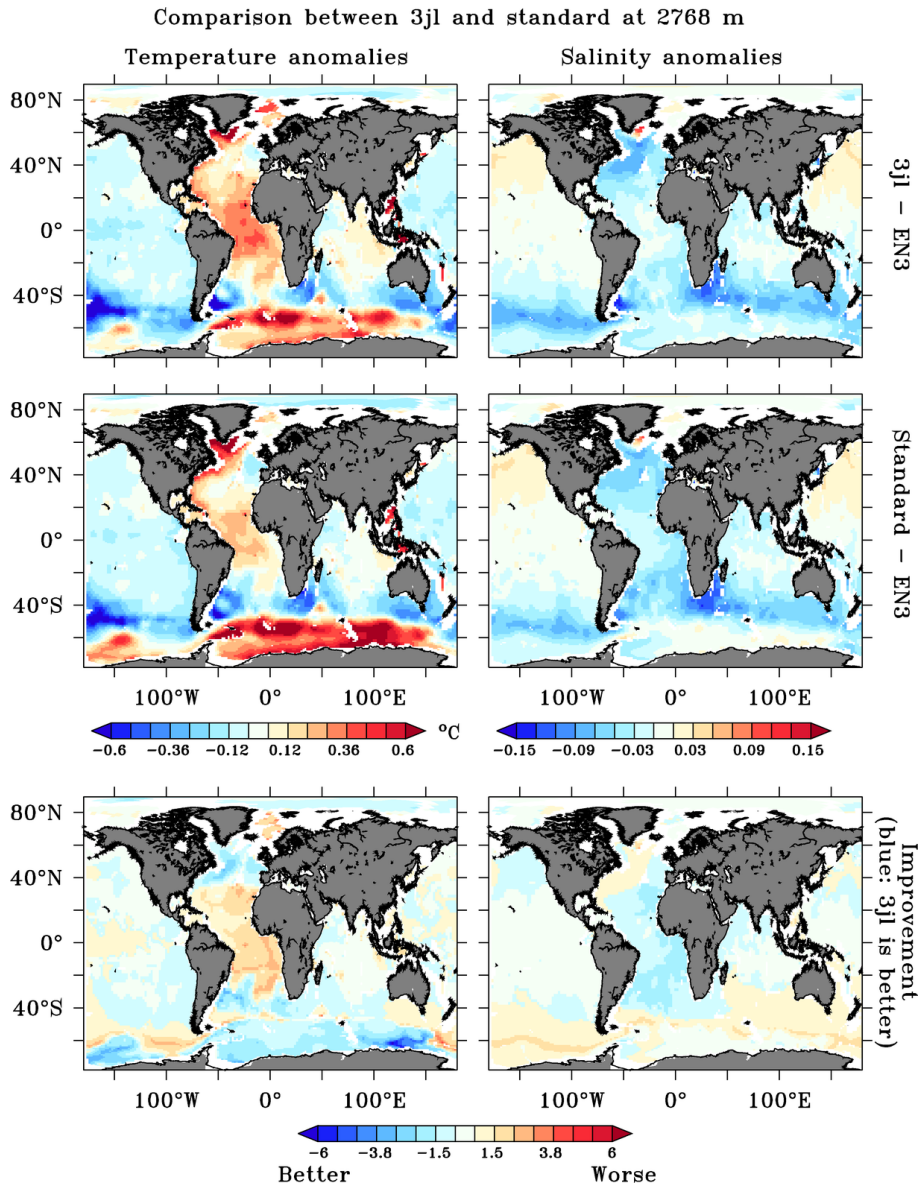 Comparison between 3jl and standard at 2768 m
Temperature anomalies
Salinity anomalies
80°N
40°N
0°
40°S
3jl – EN3
80°N
40°N
0°
40°S
Standard – EN3
100°W 0° 100°E
100°W 0° 100°E
-0.6 -0.36 -0.12 0.12 0.36 0.6 °C
-0.15 -0.09 -0.03 0.03 0.09 0.15
80°N
40°N
0°
40°S
Improvement
(blue: 3jl is better)
100°W 0° 100°E
100°W 0° 100°E
-6 -3.8 -1.5 1.5 3.8 6
Better Worse